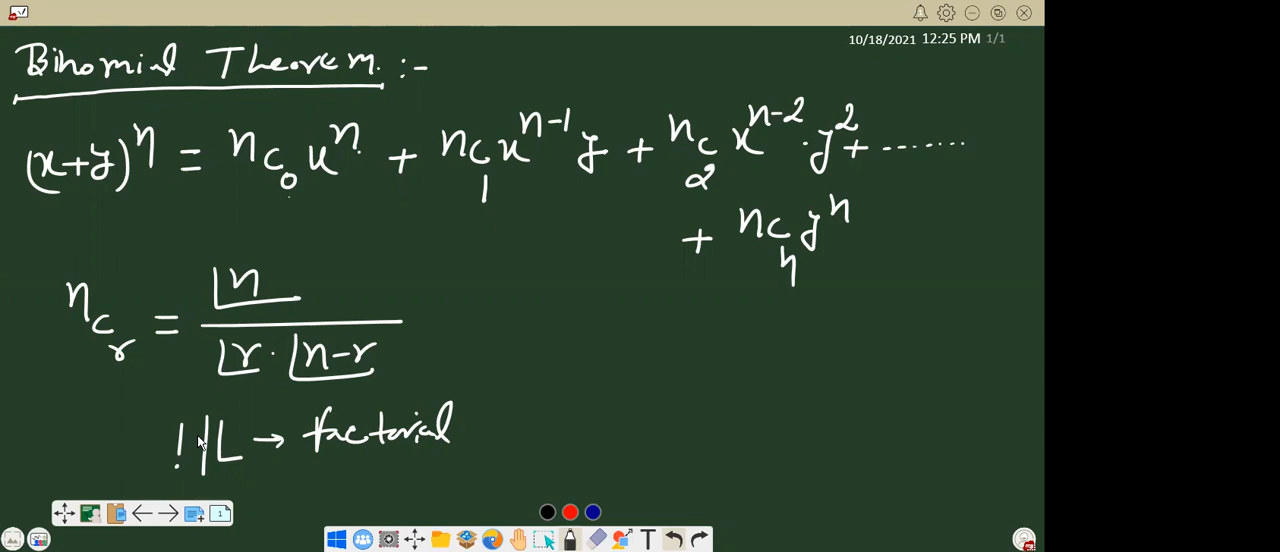 10/18/2021 12:25 PM 1/1
Binomial Theorem :-
(x+y)^n = nC0 x^n + nC1 x^(n-1) y + nC2 x^(n-2) · y^2 + .......
+ nCn y^n
nCr = ⌊n / ⌊r · ⌊n-r
! | ⌊ → factorial
1
T